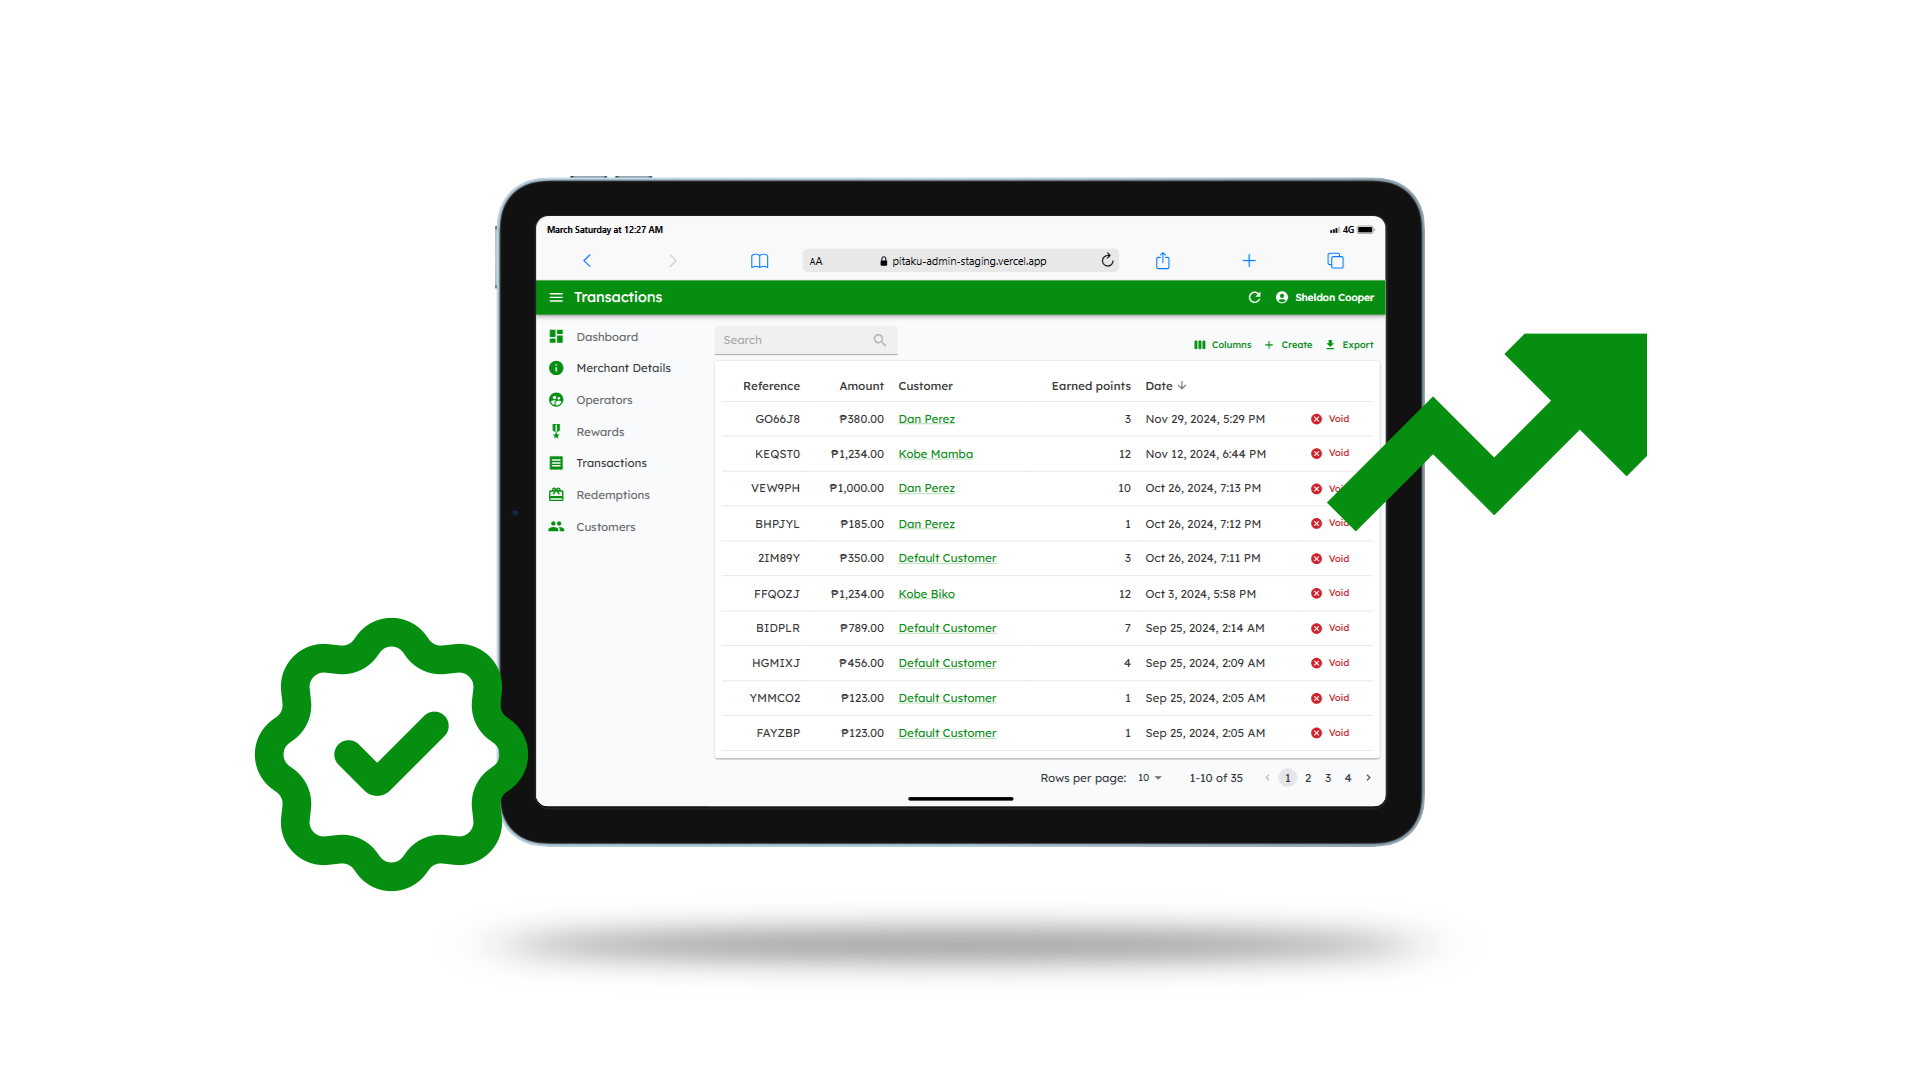 March Saturday at 12:27 AM 4G
AA pitaku-admin-staging.vercel.app
Transactions Sheldon Cooper
Dashboard
Merchant Details
Operators
Rewards
Transactions
Redemptions
Customers
Search
Columns Create Export
Reference Amount Customer Earned points Date
GO66J8 ₱380.00 Dan Perez 3 Nov 29, 2024, 5:29 PM Void
KEQST0 ₱1,234.00 Kobe Mamba 12 Nov 12, 2024, 6:44 PM Void
VEW9PH ₱1,000.00 Dan Perez 10 Oct 26, 2024, 7:13 PM
BHPJYL ₱185.00 Dan Perez 1 Oct 26, 2024, 7:12 PM Void
2IM89Y ₱350.00 Default Customer 3 Oct 26, 2024, 7:11 PM Void
FFQOZJ ₱1,234.00 Kobe Biko 12 Oct 3, 2024, 5:58 PM Void
BIDPLR ₱789.00 Default Customer 7 Sep 25, 2024, 2:14 AM Void
HGMIXJ ₱456.00 Default Customer 4 Sep 25, 2024, 2:09 AM Void
YMMCO2 ₱123.00 Default Customer 1 Sep 25, 2024, 2:05 AM Void
FAYZBP ₱123.00 Default Customer 1 Sep 25, 2024, 2:05 AM Void
Rows per page: 10 1-10 of 35 1 2 3 4